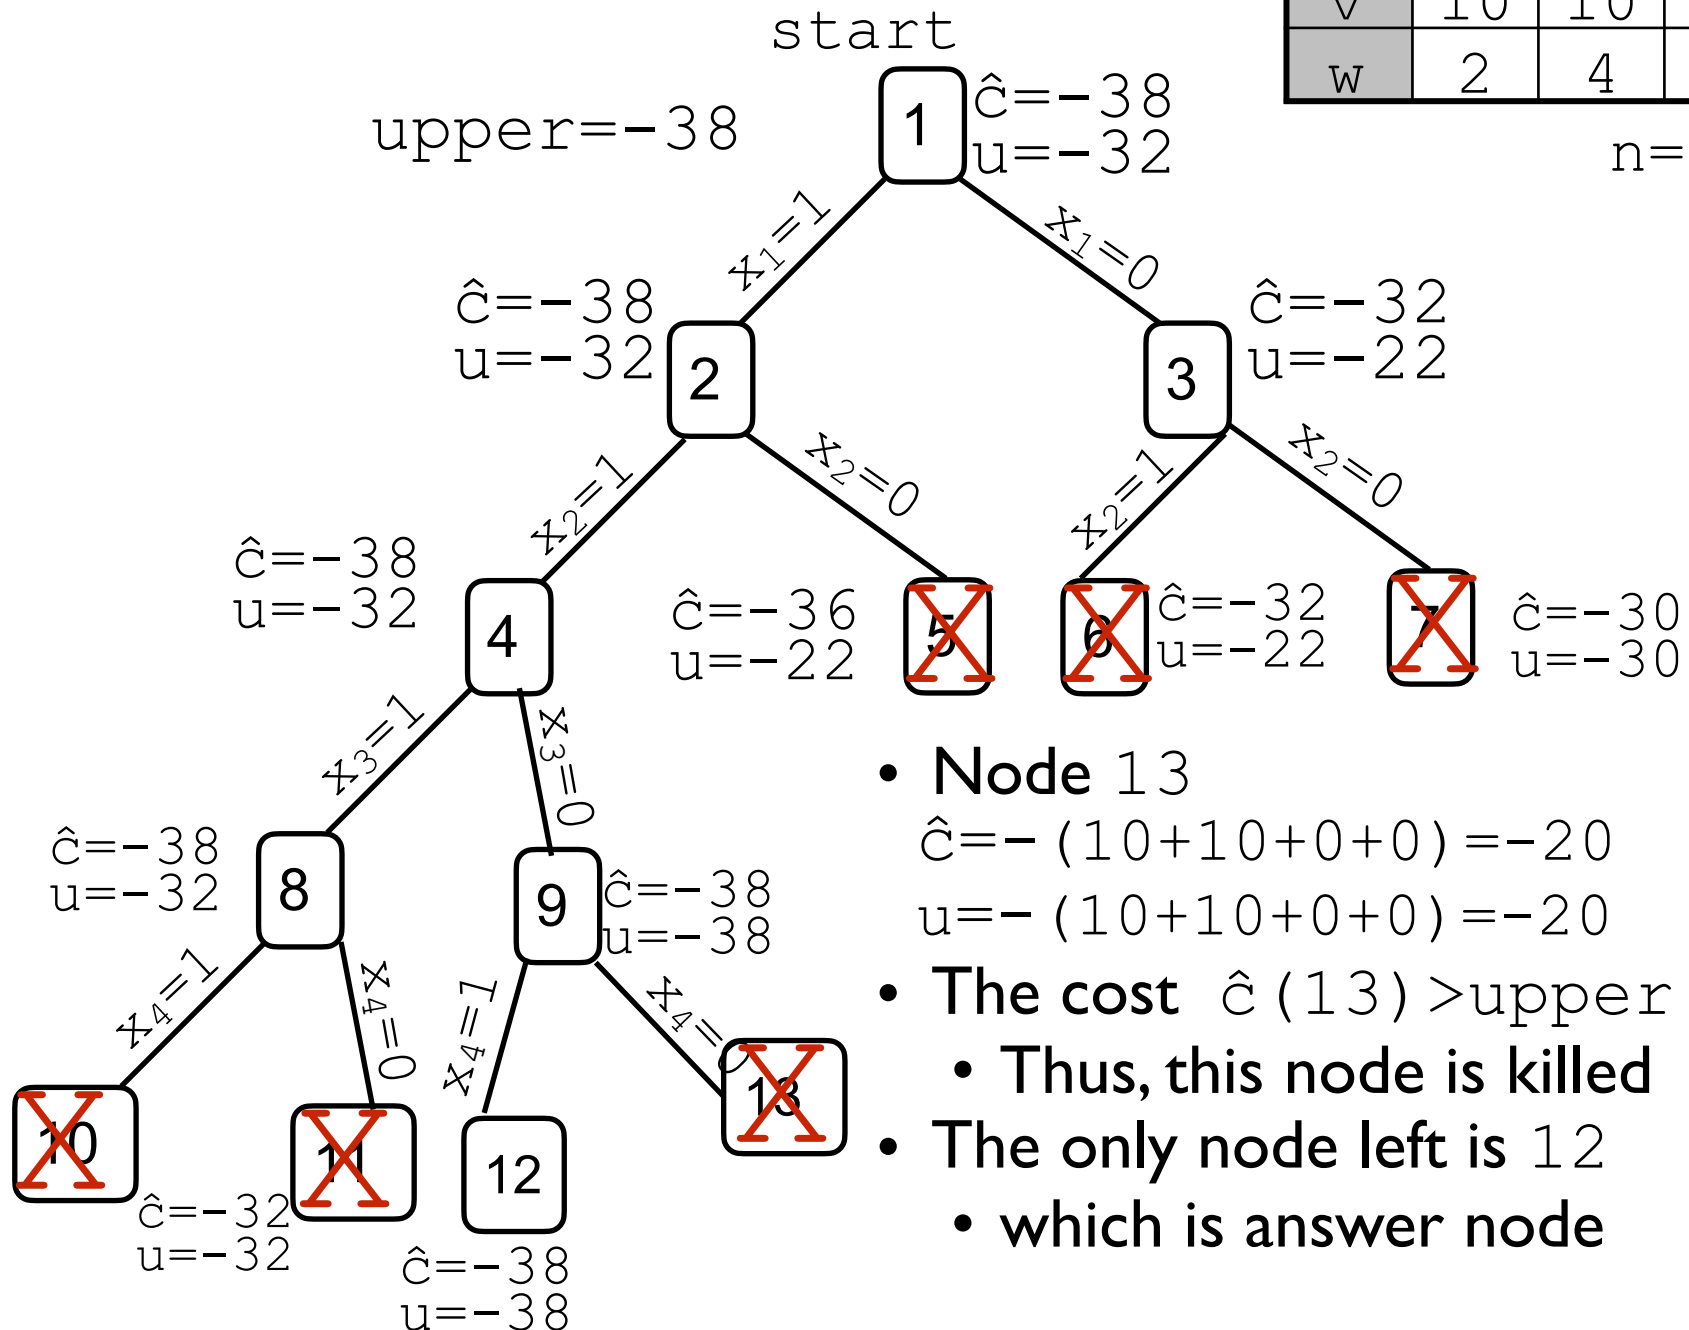 start
v 10 10
w 2 4
n=
upper=-38
1
ĉ=-38
u=-32
x₁=1
x₁=0
ĉ=-38
u=-32
2
3
ĉ=-32
u=-22
x₂=1
x₂=0
x₂=1
x₂=0
ĉ=-38
u=-32
4
ĉ=-36
u=-22
5
6
ĉ=-32
u=-22
7
ĉ=-30
u=-30
x₃=1
x₃=0
ĉ=-38
u=-32
8
9
ĉ=-38
u=-38
x₄=1
x₄=0
x₄=1
x₄=0
10
11
ĉ=-32
u=-32
12
ĉ=-38
u=-38
13
• Node 13
ĉ=-(10+10+0+0)=-20
u=-(10+10+0+0)=-20
• The cost ĉ(13)>upper
• Thus, this node is killed
• The only node left is 12
• which is answer node